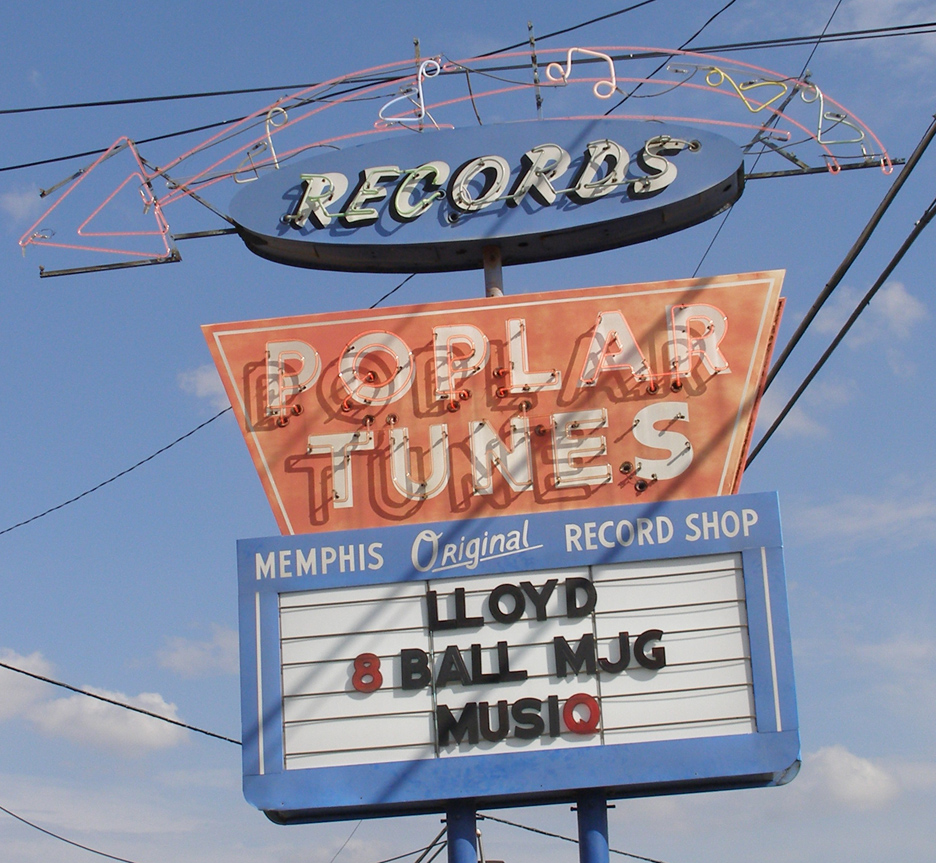 RECORDS
POPLAR
TUNES
MEMPHIS Original RECORD SHOP
LLOYD
8 BALL MJG
MUSIQ